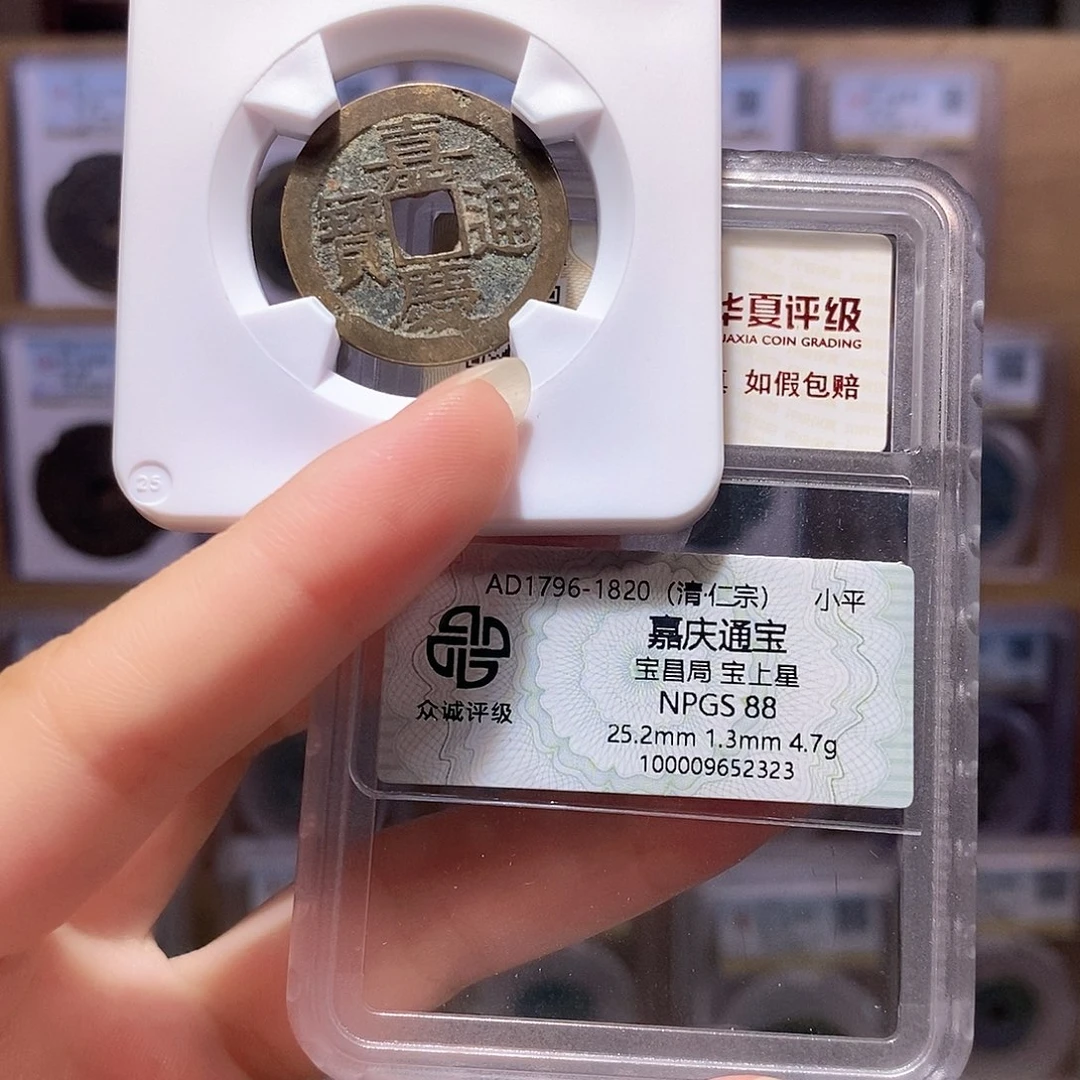 嘉慶通寳
25
华夏评级
UAXIA COIN GRADING
如假包赔
AD1796-1820（清·仁宗） 小平
嘉庆通宝
宝昌局 宝上星
众诚评级
NPGS 88
25.2mm 1.3mm 4.7g
100009652323